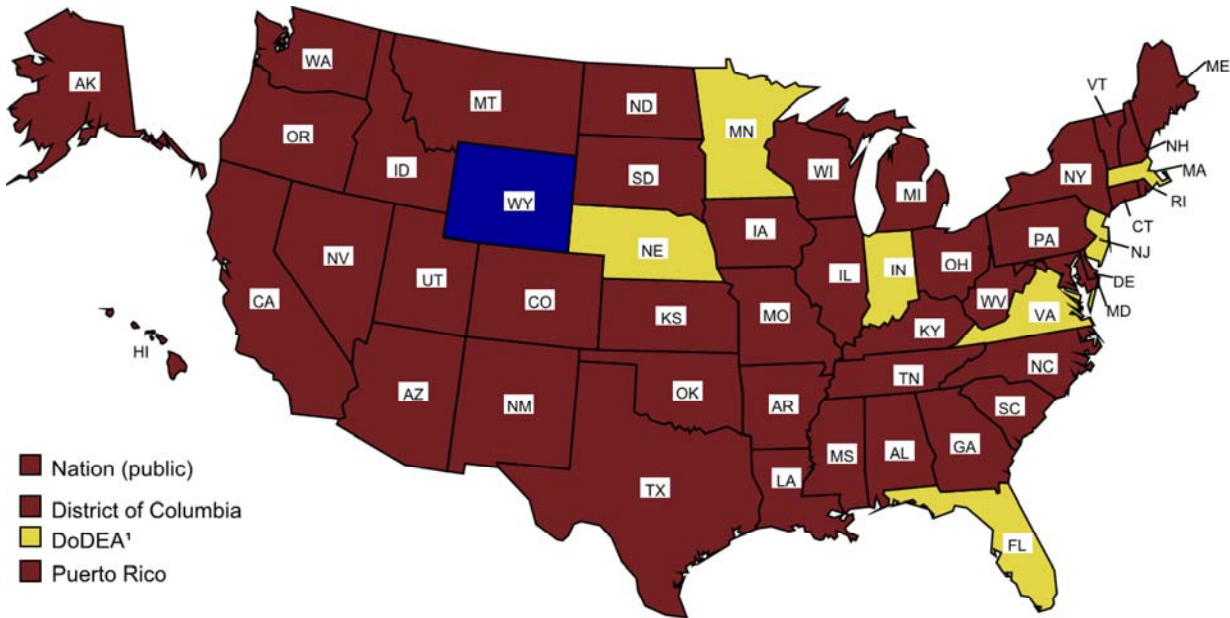 AK
WA
MT
ND
MN
ME
VT
OR
ID
WY
SD
WI
MI
NY
NH
MA
RI
CT
NV
UT
CO
NE
IA
IL
IN
OH
PA
NJ
DE
MD
WV
VA
CA
KS
MO
KY
HI
AZ
NM
OK
AR
TN
NC
SC
TX
LA
MS
AL
GA
FL
Nation (public)
District of Columbia
DoDEA¹
Puerto Rico